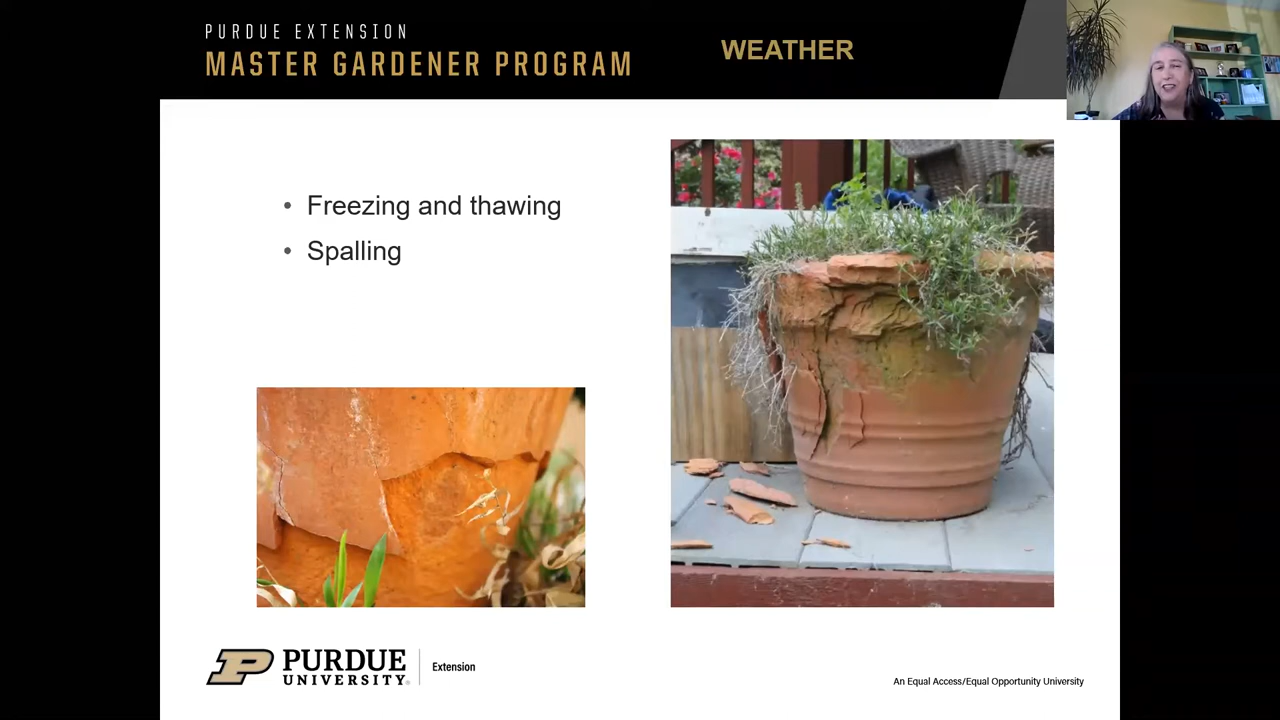 PURDUE EXTENSION
MASTER GARDENER PROGRAM
WEATHER
• Freezing and thawing
• Spalling
PURDUE
UNIVERSITY®
Extension
An Equal Access/Equal Opportunity University